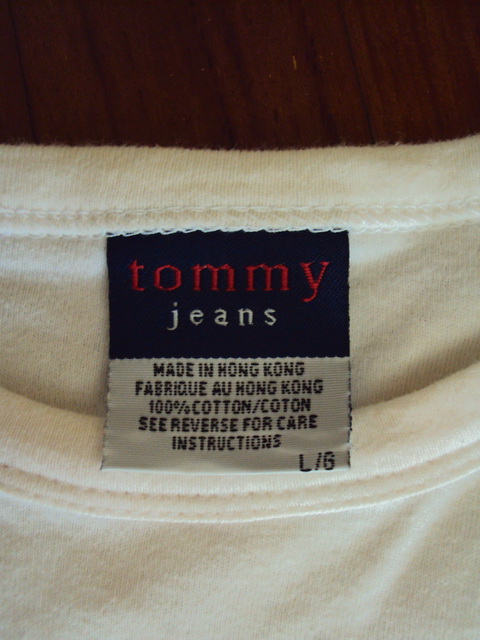 tommy
jeans
MADE IN HONG KONG
FABRIQUE AU HONG KONG
100% COTTON/COTON
SEE REVERSE FOR CARE
INSTRUCTIONS
L/G